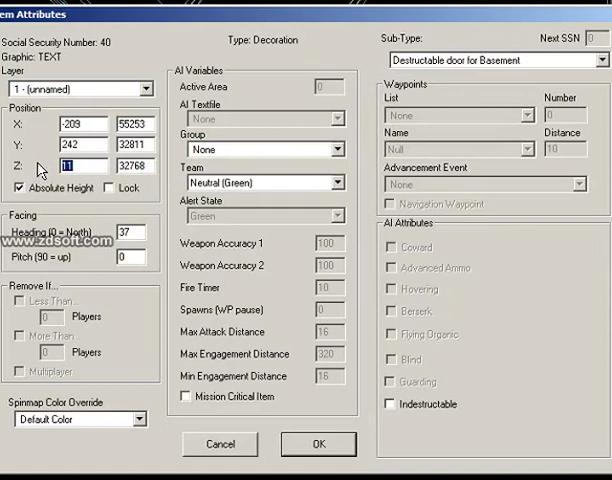 em Attributes
Social Security Number: 40
Graphic: TEXT
Layer
1 - (unnamed)
Position
X: -209 55253
Y: 242 32811
Z: 11 32768
Absolute Height Lock
Facing
Heading (0 = North) 37
www.zdsoft.com
Pitch (90 = up) 0
Remove If...
Less Than...
0 Players
More Than...
0 Players
Multiplayer
Spinmap Color Override
Default Color
Type: Decoration
AI Variables
Active Area 0
AI Textfile
None
Group
None
Team
Neutral (Green)
Alert State
Green
Weapon Accuracy 1 100
Weapon Accuracy 2 100
Fire Timer 10
Spawns (WP pause) 0
Max Attack Distance 16
Max Engagement Distance 320
Min Engagement Distance 16
Mission Critical Item
Cancel OK
Sub-Type: Next SSN 0
Destructable door for Basement
Waypoints
List Number
None 0
Name Distance
Null 10
Advancement Event
None
Navigation Waypoint
AI Attributes
Coward
Advanced Ammo
Hovering
Berserk
Flying Organic
Blind
Guarding
Indestructable